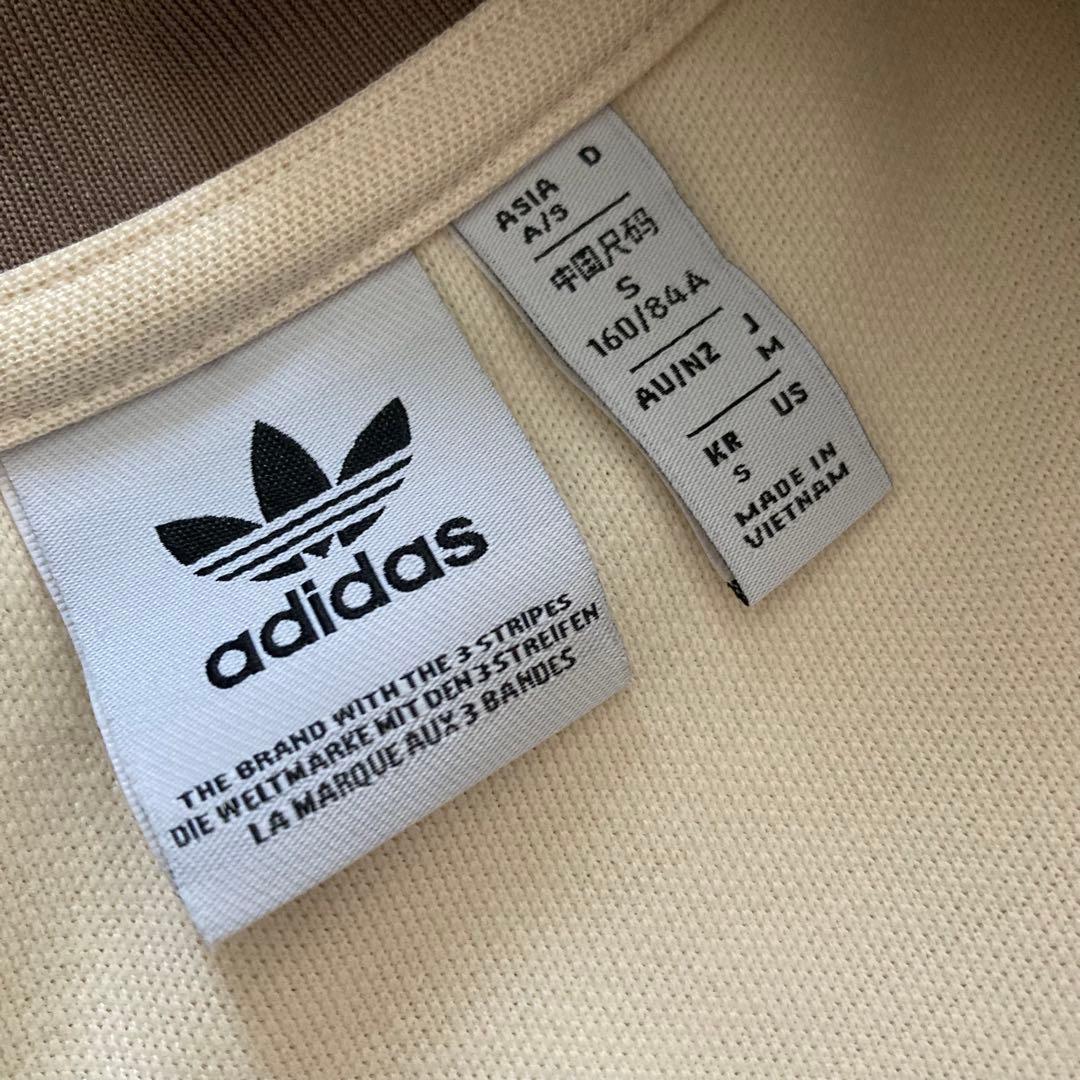 adidas
THE BRAND WITH THE 3 STRIPES
DIE WELTMARKE MIT DEN 3 STREIFEN
LA MARQUE AUX 3 BANDES
ASIA D
A/S
中国尺码
S
160/84A
AU/NZ J
M
KR US
S
MADE IN
VIETNAM